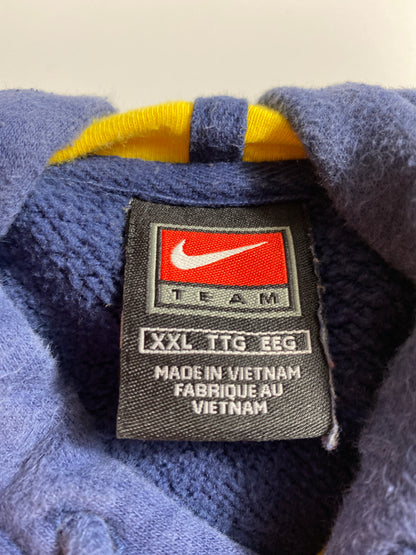 TEAM
XXL TTG EEG
MADE IN VIETNAM
FABRIQUE AU
VIETNAM